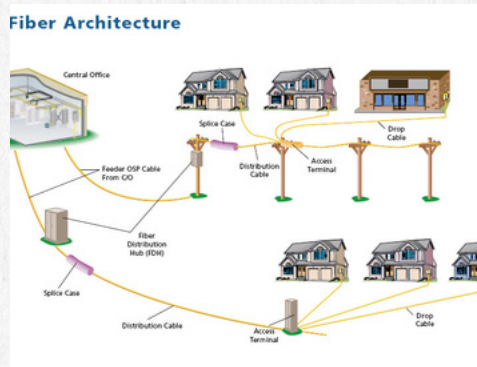 Fiber Architecture
Central Office
Splice Case
Drop
Cable
Distribution
Cable
Access
Terminal
Feeder OSP Cable
From C/O
Fiber
Distribution
Hub (FDH)
Splice Case
Distribution Cable
Access
Terminal
Drop
Cable